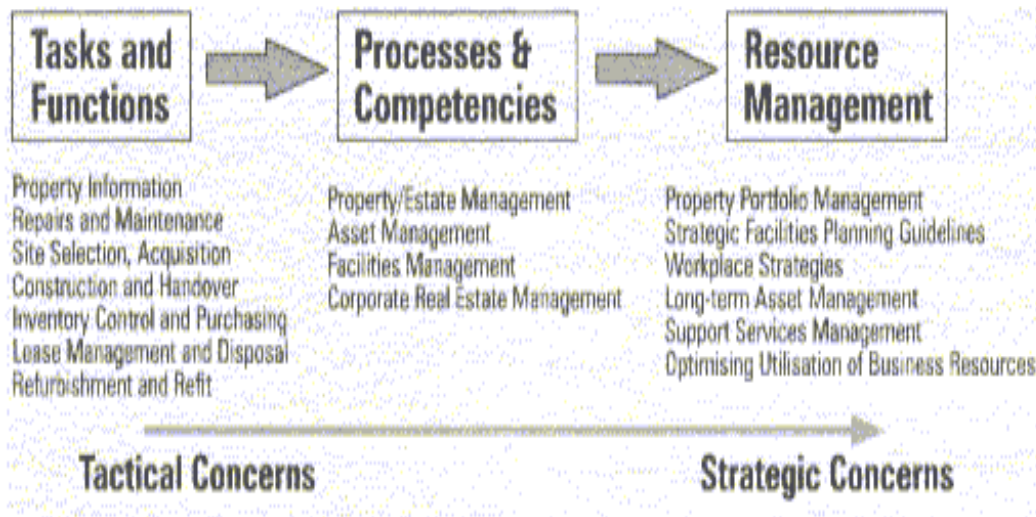 Tasks and
Functions
Processes &
Competencies
Resource
Management
Property Information
Repairs and Maintenance
Site Selection, Acquisition
Construction and Handover
Inventory Control and Purchasing
Lease Management and Disposal
Refurbishment and Refit
Property/Estate Management
Asset Management
Facilities Management
Corporate Real Estate Management
Property Portfolio Management
Strategic Facilities Planning Guidelines
Workplace Strategies
Long-term Asset Management
Support Services Management
Optimising Utilisation of Business Resources
Tactical Concerns
Strategic Concerns